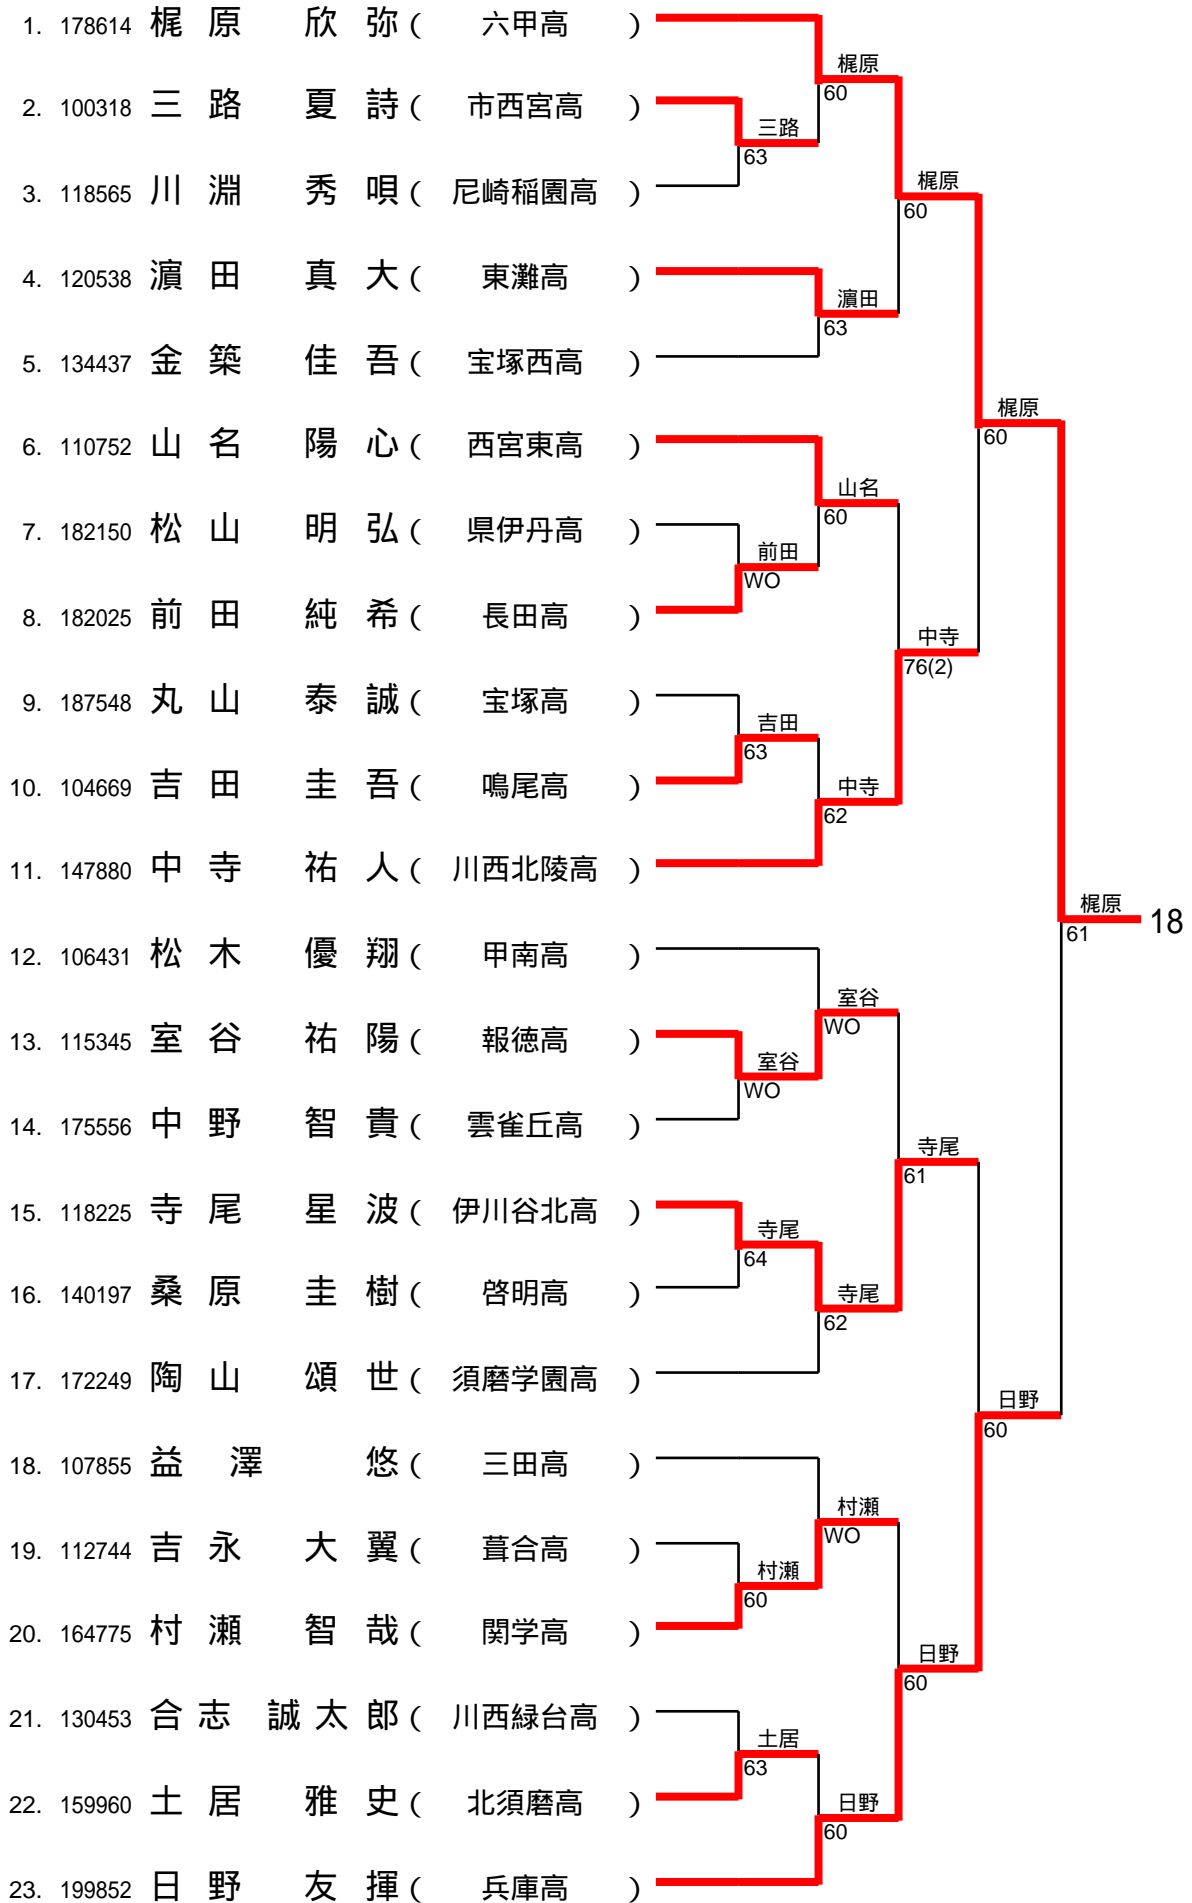 1. 178614 梶原 欣弥 ( 六甲高 )
梶原
60
2. 100318 三路 夏詩 ( 市西宮高 )
三路
63
3. 118565 川淵 秀唄 ( 尼崎稲園高 )
梶原
60
4. 120538 濵田 真大 ( 東灘高 )
濵田
63
5. 134437 金築 佳吾 ( 宝塚西高 )
梶原
60
6. 110752 山名 陽心 ( 西宮東高 )
山名
60
7. 182150 松山 明弘 ( 県伊丹高 )
前田
WO
8. 182025 前田 純希 ( 長田高 )
中寺
76(2)
9. 187548 丸山 泰誠 ( 宝塚高 )
吉田
63
10. 104669 吉田 圭吾 ( 鳴尾高 )
中寺
62
11. 147880 中寺 祐人 ( 川西北陵高 )
梶原 18
61
12. 106431 松木 優翔 ( 甲南高 )
室谷
WO
13. 115345 室谷 祐陽 ( 報徳高 )
室谷
WO
14. 175556 中野 智貴 ( 雲雀丘高 )
寺尾
61
15. 118225 寺尾 星波 ( 伊川谷北高 )
寺尾
64
16. 140197 桑原 圭樹 ( 啓明高 )
寺尾
62
17. 172249 陶山 頌世 ( 須磨学園高 )
日野
60
18. 107855 益澤 悠 ( 三田高 )
村瀬
WO
19. 112744 吉永 大翼 ( 葺合高 )
村瀬
60
20. 164775 村瀬 智哉 ( 関学高 )
日野
60
21. 130453 合志 誠太郎 ( 川西緑台高 )
土居
63
22. 159960 土居 雅史 ( 北須磨高 )
日野
60
23. 199852 日野 友揮 ( 兵庫高 )